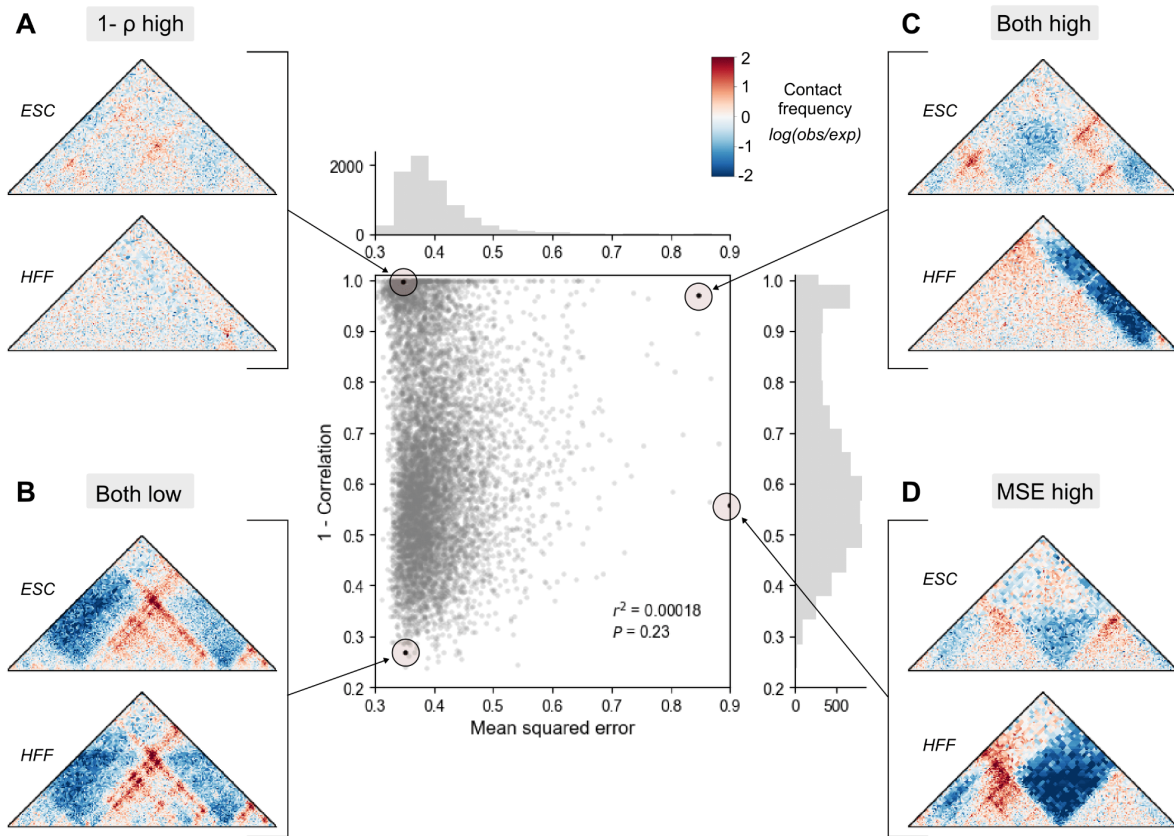 A
1- ρ high
ESC
HFF
B
Both low
ESC
HFF
2
1
0
-1
-2
Contact
frequency
log(obs/exp)
2000
0
0.3 0.4 0.5 0.6 0.7 0.8 0.9
1.0
0.9
0.8
0.7
0.6
0.5
0.4
0.3
0.2
1 - Correlation
r² = 0.00018
P = 0.23
0.3 0.4 0.5 0.6 0.7 0.8 0.9
Mean squared error
1.0
0.9
0.8
0.7
0.6
0.5
0.4
0.3
0.2
500
C
Both high
ESC
HFF
D
MSE high
ESC
HFF